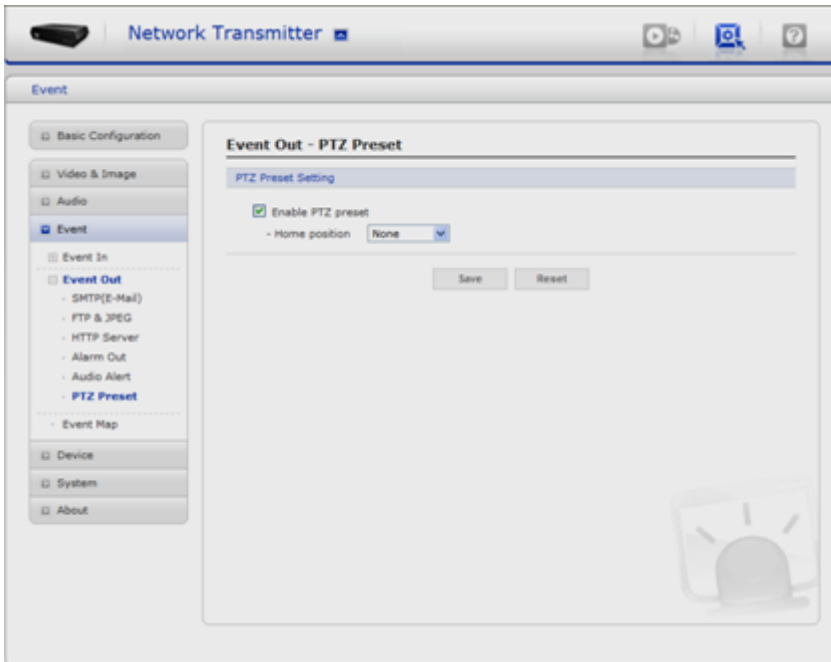 Network Transmitter
Event
Basic Configuration
Video & Image
Audio
Event
Event In
Event Out
SMTP(E-Mail)
FTP & JPEG
HTTP Server
Alarm Out
Audio Alert
PTZ Preset
Event Map
Device
System
About
Event Out - PTZ Preset
PTZ Preset Setting
Enable PTZ preset
- Home position None
Save Reset